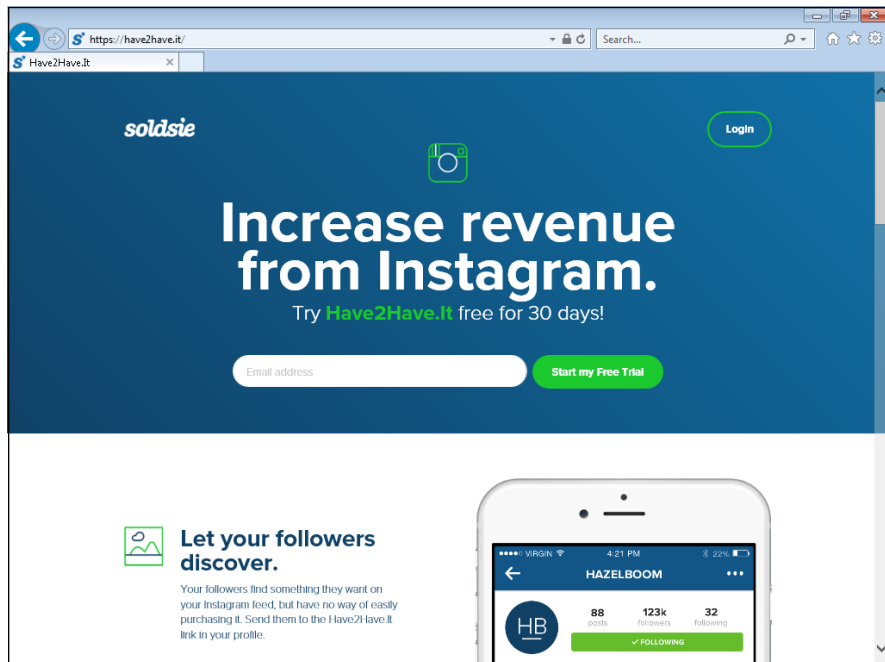 https://have2have.it/
Search...
Have2Have.It
soldsie
Login
Increase revenue
from Instagram.
Try Have2Have.It free for 30 days!
Email address
Start my Free Trial
Let your followers
discover.
Your followers find something they want on
your Instagram feed, but have no way of easily
purchasing it. Send them to the Have2Have.It
link in your profile.
VIRGIN 4:21 PM 22%
HAZELBOOM
HB
88 123k 32
posts followers following
FOLLOWING